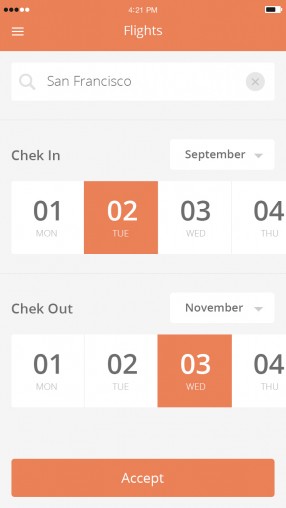 4:21 PM
Flights
San Francisco
Chek In
September
01 02 03 04
MON TUE WED THU
Chek Out
November
01 02 03 04
MON TUE WED THU
Accept